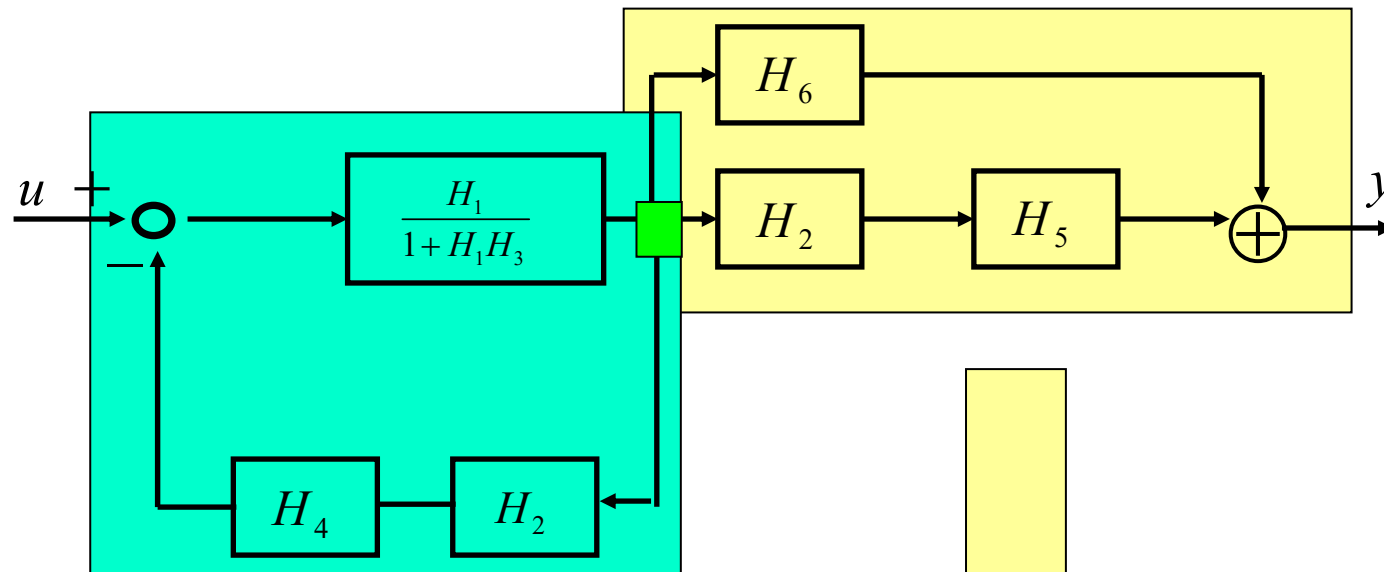 H₆
u + H₁ / (1 + H₁H₃) H₂ H₅ + y
—
H₄ H₂